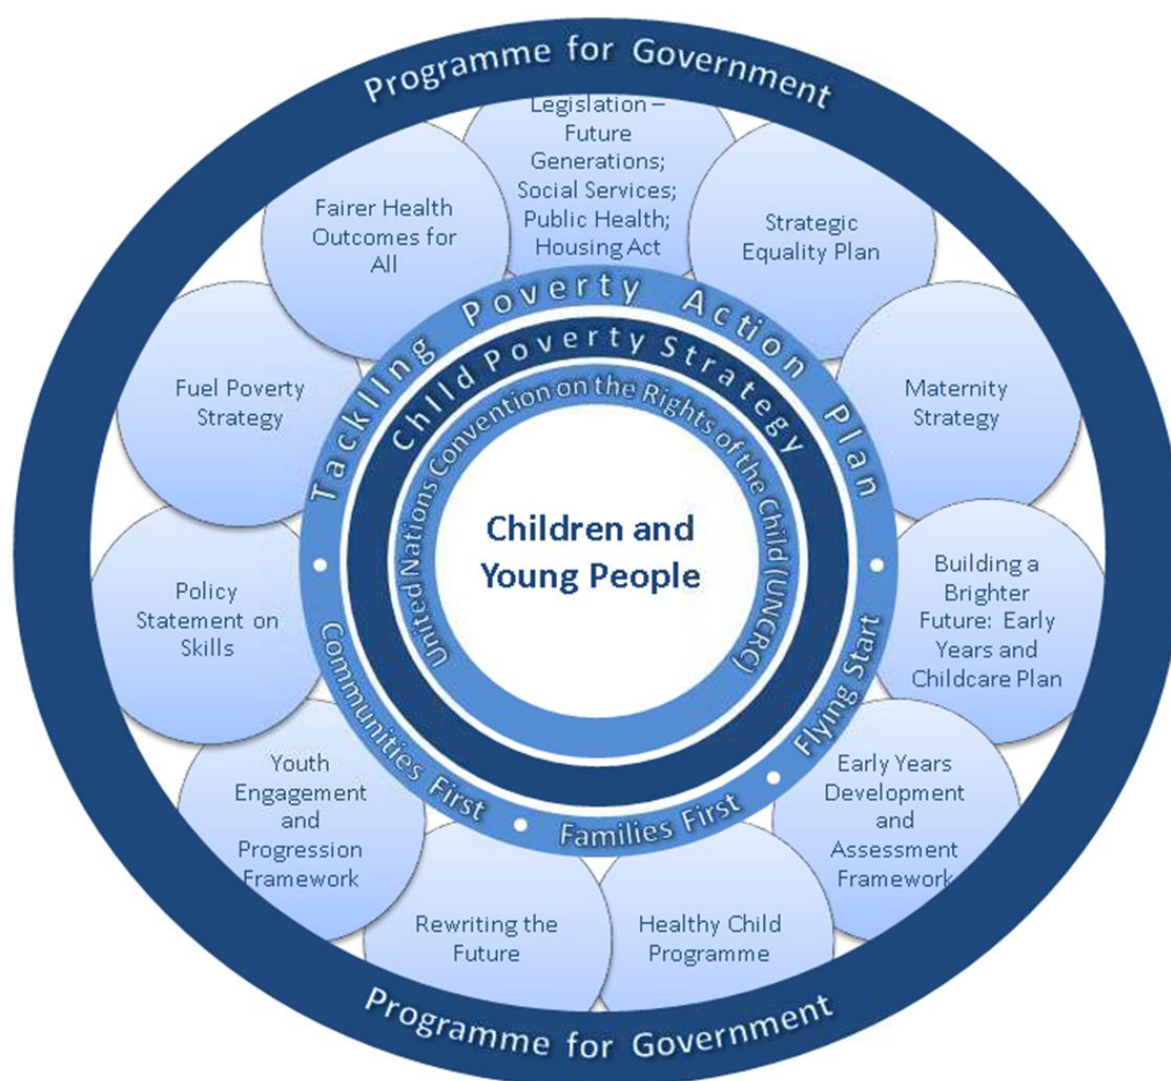 Programme for Government
Legislation –
Future
Generations;
Social Services;
Public Health;
Housing Act
Strategic
Equality Plan
Maternity
Strategy
Building a
Brighter
Future: Early
Years and
Childcare Plan
Early Years
Development
and
Assessment
Framework
Healthy Child
Programme
Rewriting the
Future
Youth
Engagement
and
Progression
Framework
Policy
Statement on
Skills
Fuel Poverty
Strategy
Fairer Health
Outcomes for
All
TacklIng Poverty Action Plan
Communities First • Families First • Flying Start
ChIld Poverty Strategy
United Nations Convention on the Rights of the Child (UNCRC)
Children and
Young People
Programme for Government